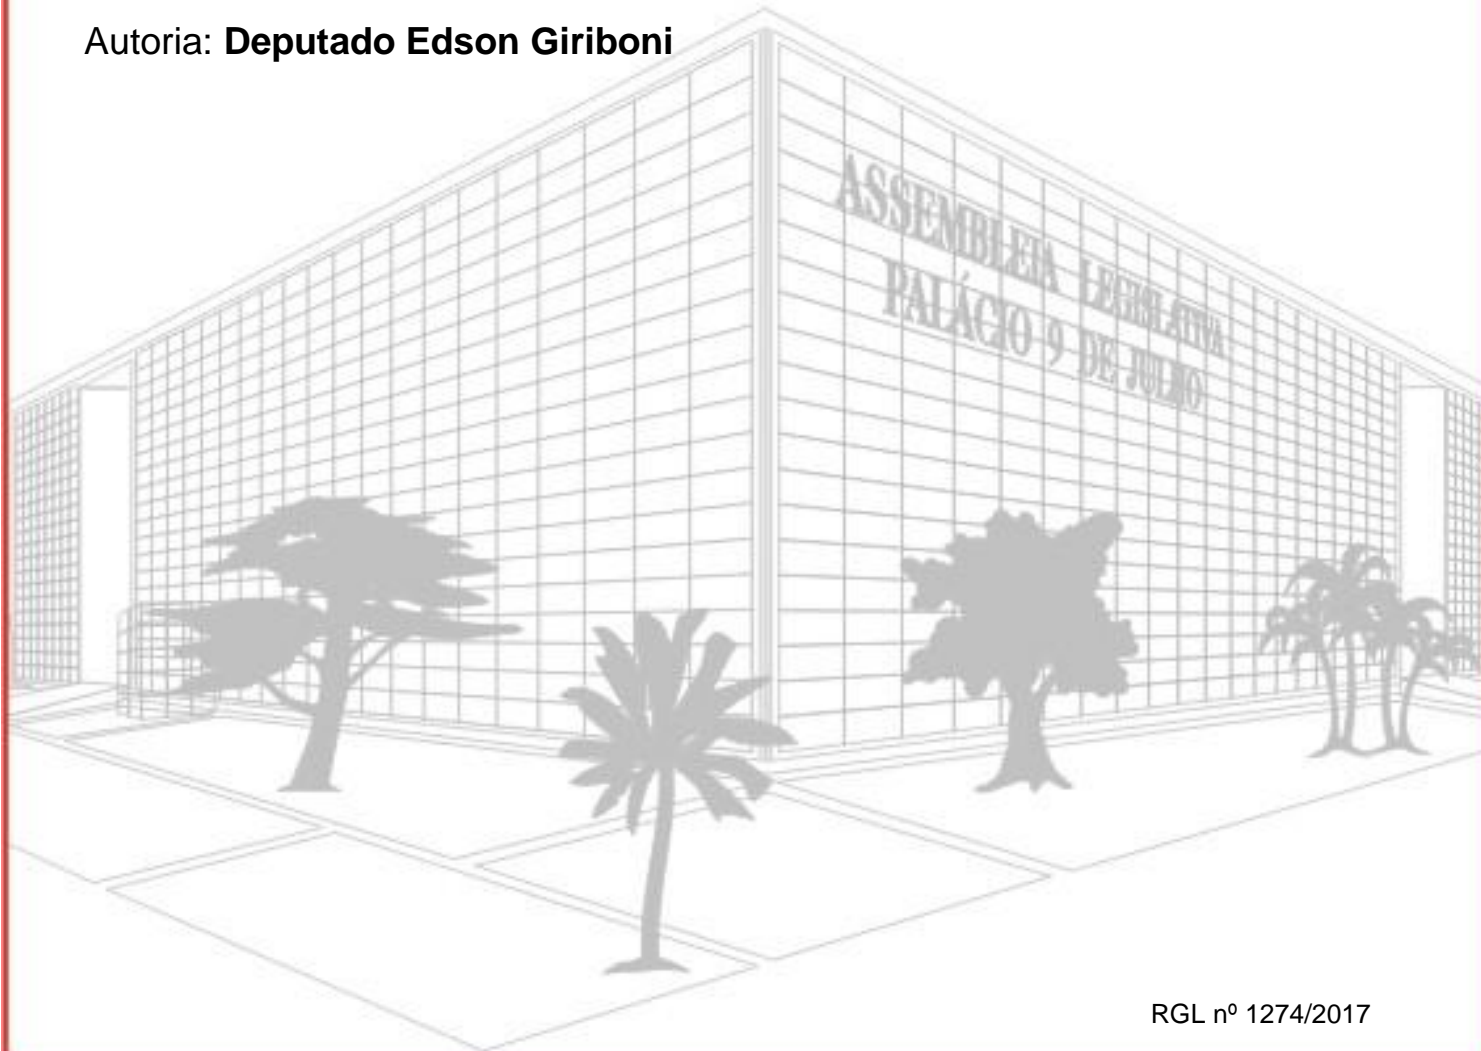 Autoria: Deputado Edson Giriboni
ASSEMBLEIA LEGISLATIVA
PALÁCIO 9 DE JULHO
RGL nº 1274/2017